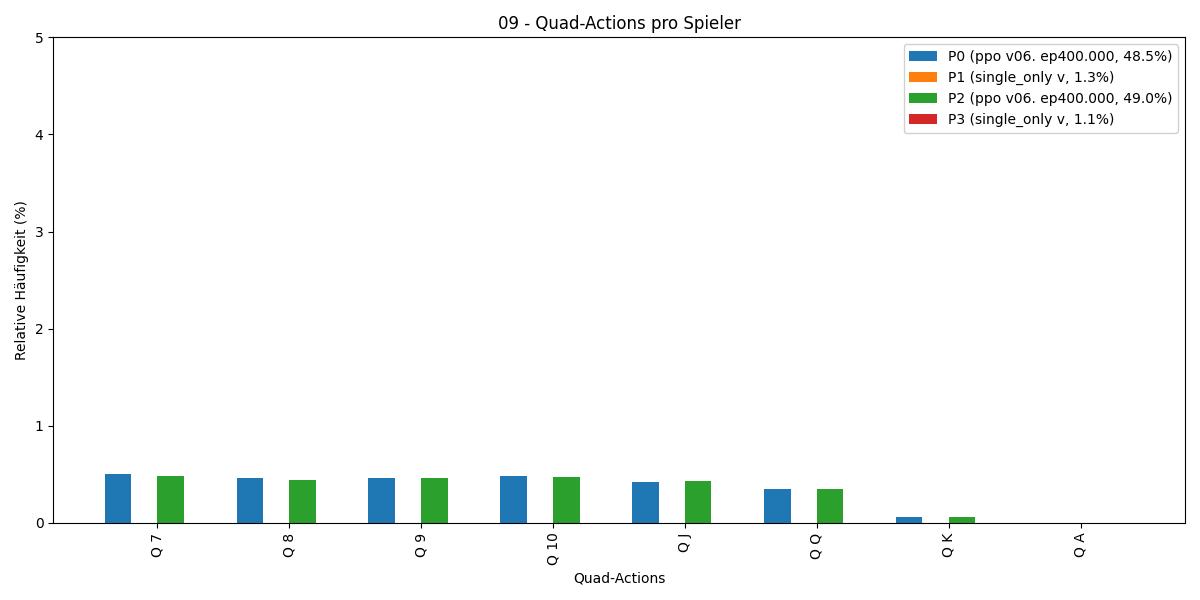 09 - Quad-Actions pro Spieler
P0 (ppo v06. ep400.000, 48.5%)
P1 (single_only v, 1.3%)
P2 (ppo v06. ep400.000, 49.0%)
P3 (single_only v, 1.1%)
Relative Häufigkeit (%)
5
4
3
2
1
0
Q 7
Q 8
Q 9
Q 10
Q J
Q Q
Q K
Q A
Quad-Actions